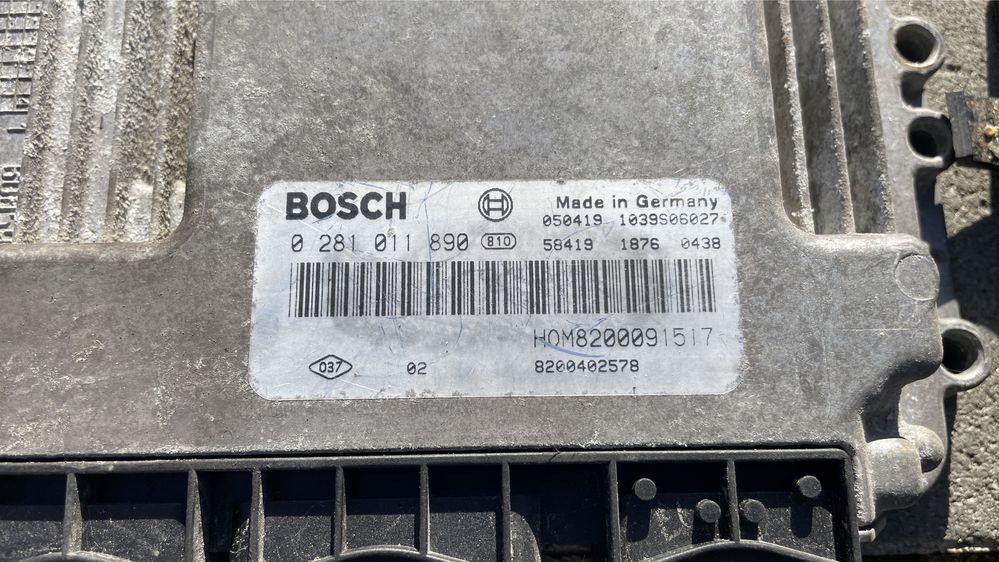 BOSCH
Made in Germany
050419 1039S06027
0 281 011 890 810
58419 1876 0438
HOM8200091517
037 02 8200402578